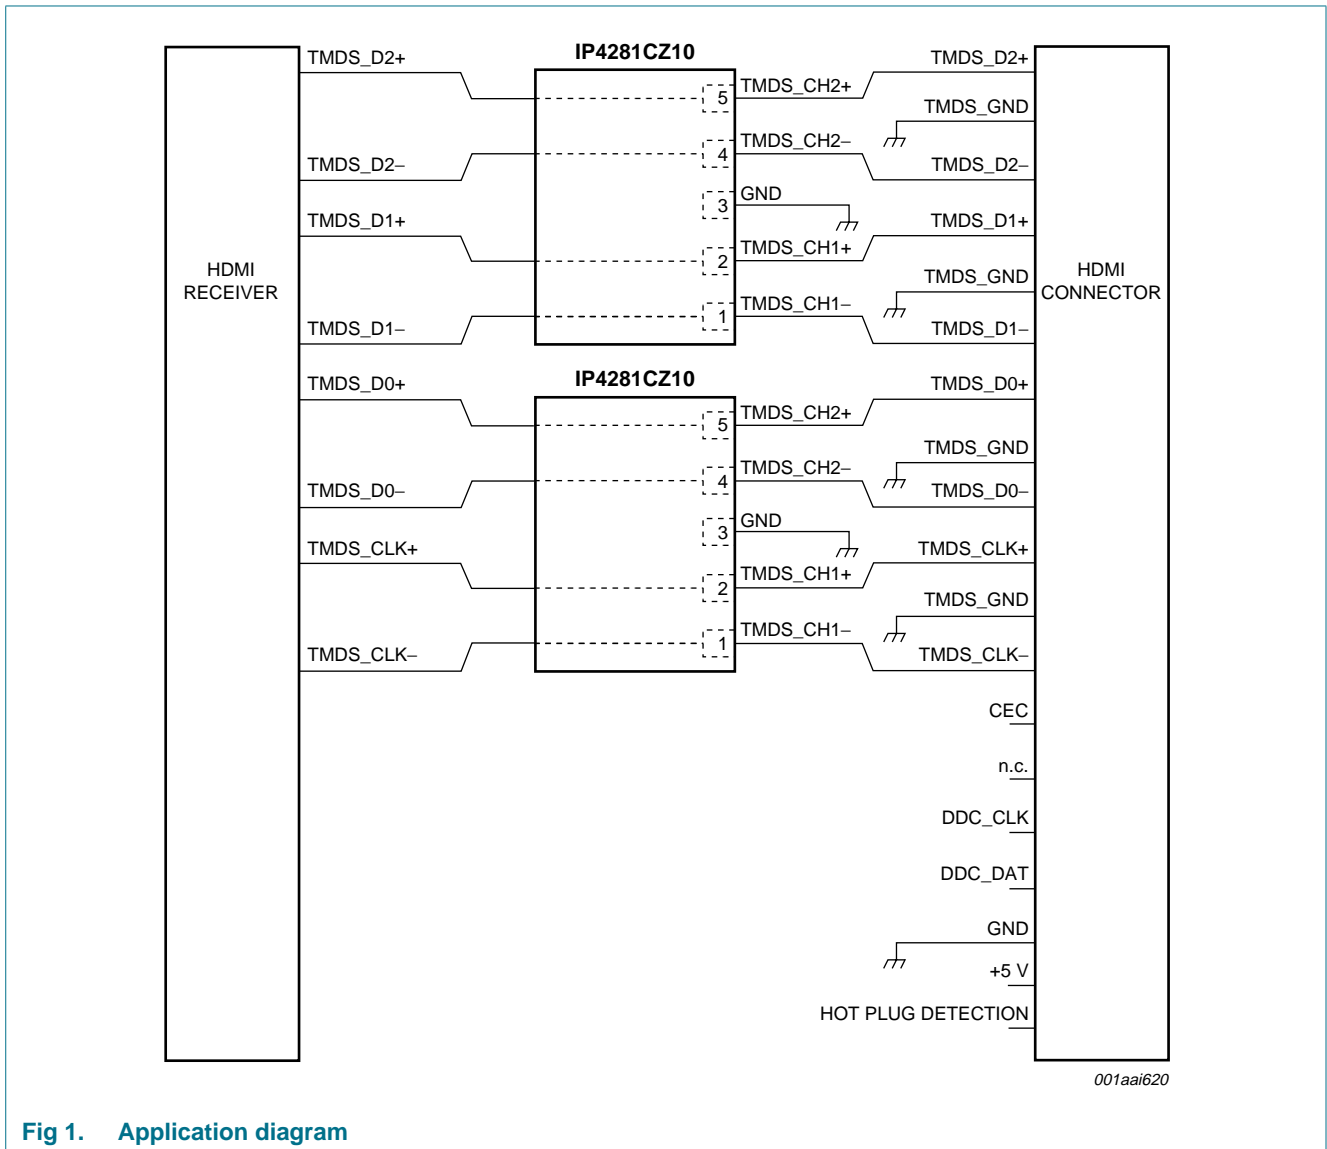 IP4281CZ10
TMDS_D2+
TMDS_D2+
5
TMDS_CH2+
TMDS_GND
TMDS_D2−
4
TMDS_CH2−
TMDS_D2−
3
GND
TMDS_D1+
TMDS_D1+
2
TMDS_CH1+
HDMI
RECEIVER
TMDS_GND
HDMI
CONNECTOR
TMDS_D1−
1
TMDS_CH1−
TMDS_D1−
IP4281CZ10
TMDS_D0+
TMDS_D0+
5
TMDS_CH2+
TMDS_GND
TMDS_D0−
4
TMDS_CH2−
TMDS_D0−
3
GND
TMDS_CLK+
TMDS_CLK+
2
TMDS_CH1+
TMDS_GND
TMDS_CLK−
1
TMDS_CH1−
TMDS_CLK−
CEC
n.c.
DDC_CLK
DDC_DAT
GND
+5 V
HOT PLUG DETECTION
001aai620
Fig 1. Application diagram